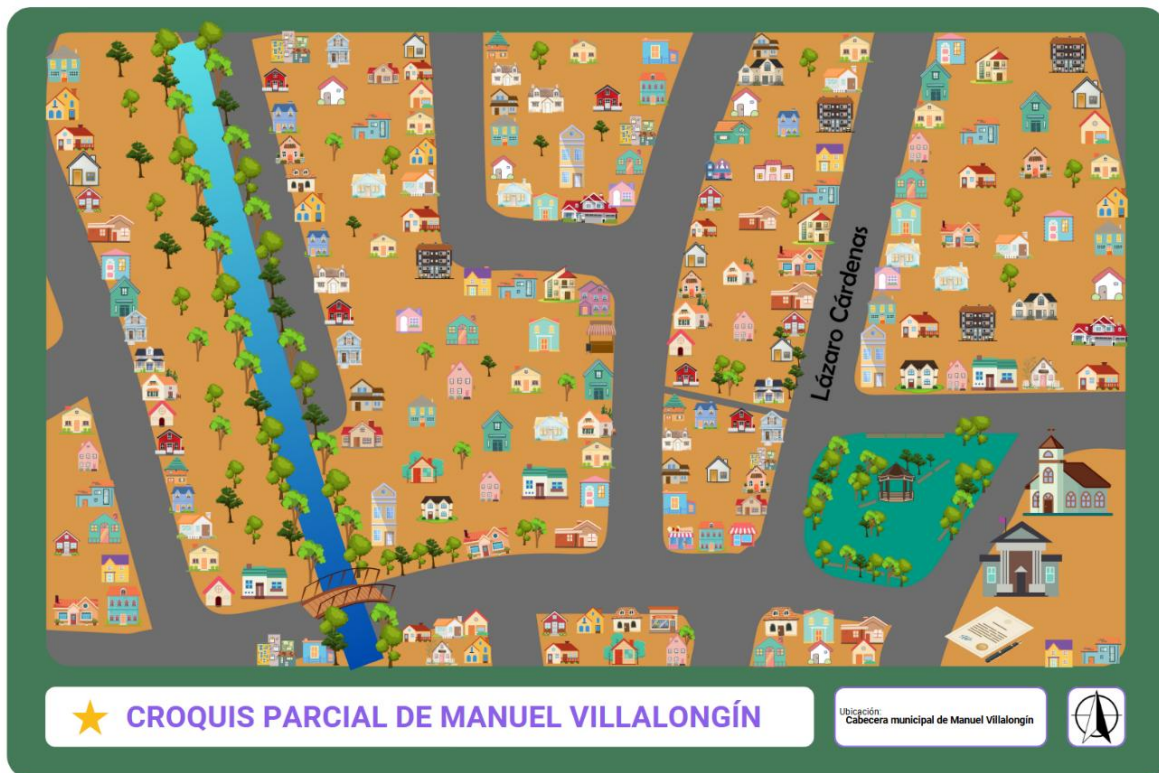 Lázaro Cárdenas
CROQUIS PARCIAL DE MANUEL VILLALONGÍN
Ubicación:
Cabecera municipal de Manuel Villalongín